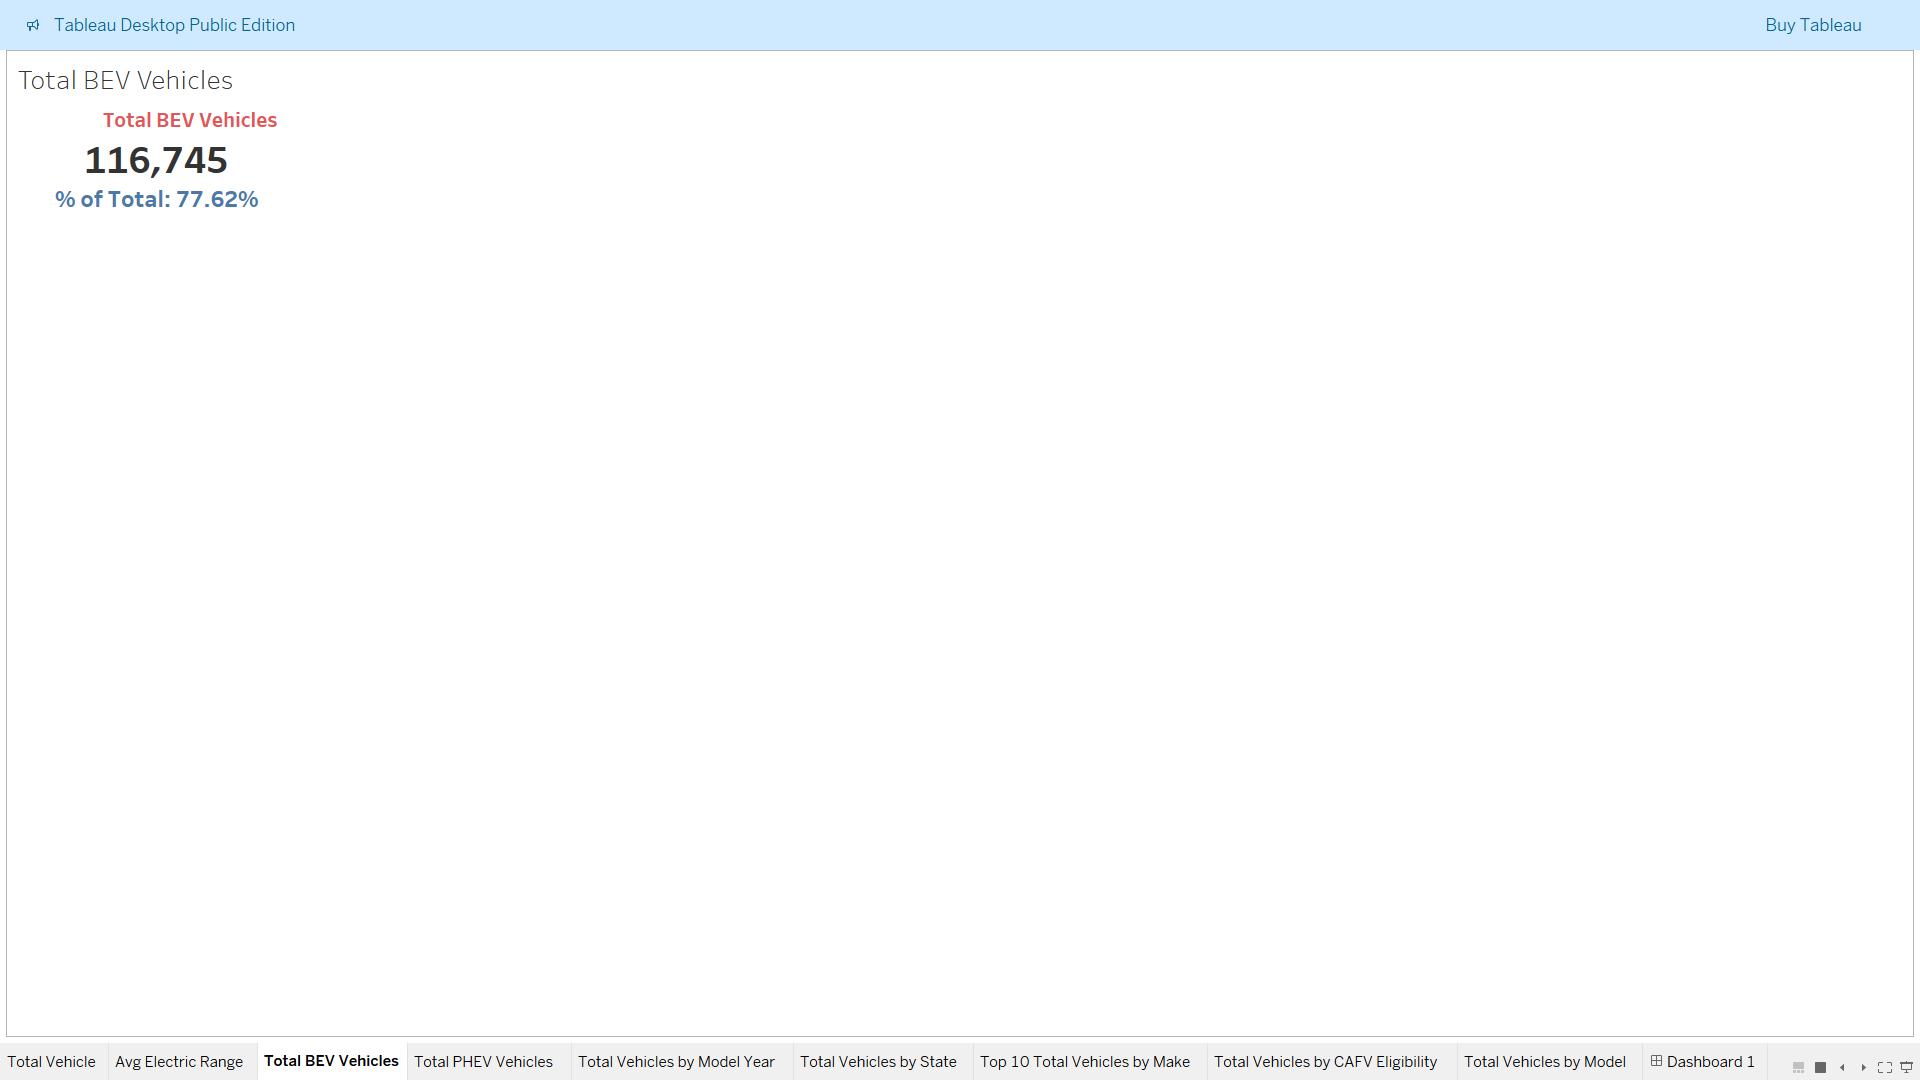 Tableau Desktop Public Edition
Buy Tableau
Total BEV Vehicles
Total BEV Vehicles
116,745
% of Total: 77.62%
Total Vehicle
Avg Electric Range
Total BEV Vehicles
Total PHEV Vehicles
Total Vehicles by Model Year
Total Vehicles by State
Top 10 Total Vehicles by Make
Total Vehicles by CAFV Eligibility
Total Vehicles by Model
Dashboard 1